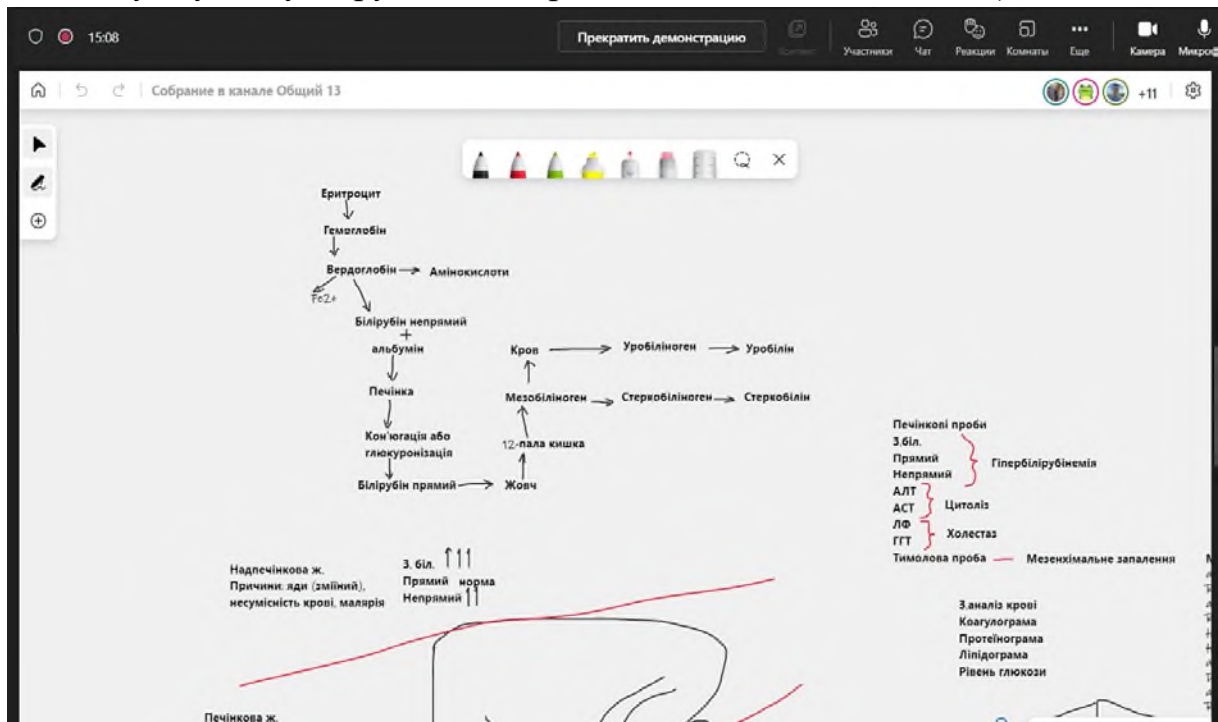 15:08
Прекратить демонстрацию
Участники
Чат
Реакции
Комнаты
Еще
Камера
Собрание в канале Общий 13
+11
Еритроцит
Гемоглобін
Вердоглобін
Амінокислоти
Fe2+
Білірубін непрямий
+
альбумін
Печінка
Кон'югація або
глюкуронізація
Білірубін прямий
Жовч
12-пала кишка
Мезобіліноген
Стеркобіліноген
Стеркобілін
Кров
Уробіліноген
Уробілін
Печінкові проби
З.біл.
Прямий
Непрямий
Гіпербілірубінемія
АЛТ
АСТ
Цитоліз
ЛФ
ГГТ
Холестаз
Тимолова проба
Мезенхімальне запалення
Надпечінкова ж.
Причини: яди (зміїний),
несумісність крові, малярія
З. біл.
Прямий норма
Непрямий
З.аналіз крові
Коагулограма
Протеїнограма
Ліпідограма
Рівень глюкози
Печінкова ж.